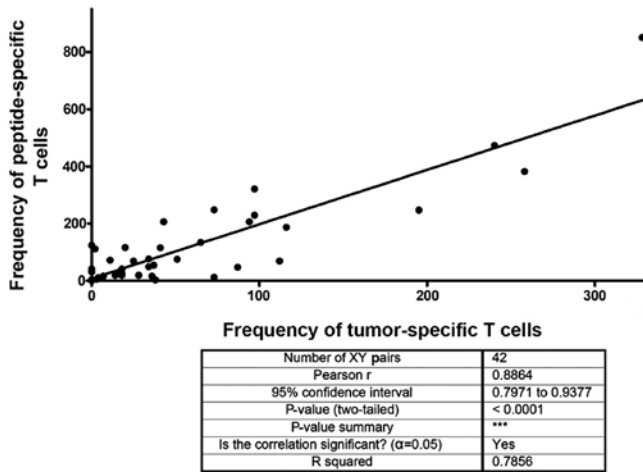 Frequency of peptide-specific
T cells
800
600
400
200
0
0 100 200 300
Frequency of tumor-specific T cells
Number of XY pairs 42
Pearson r 0.8864
95% confidence interval 0.7971 to 0.9377
P-value (two-tailed) < 0.0001
P-value summary ***
Is the correlation significant? (α=0.05) Yes
R squared 0.7856